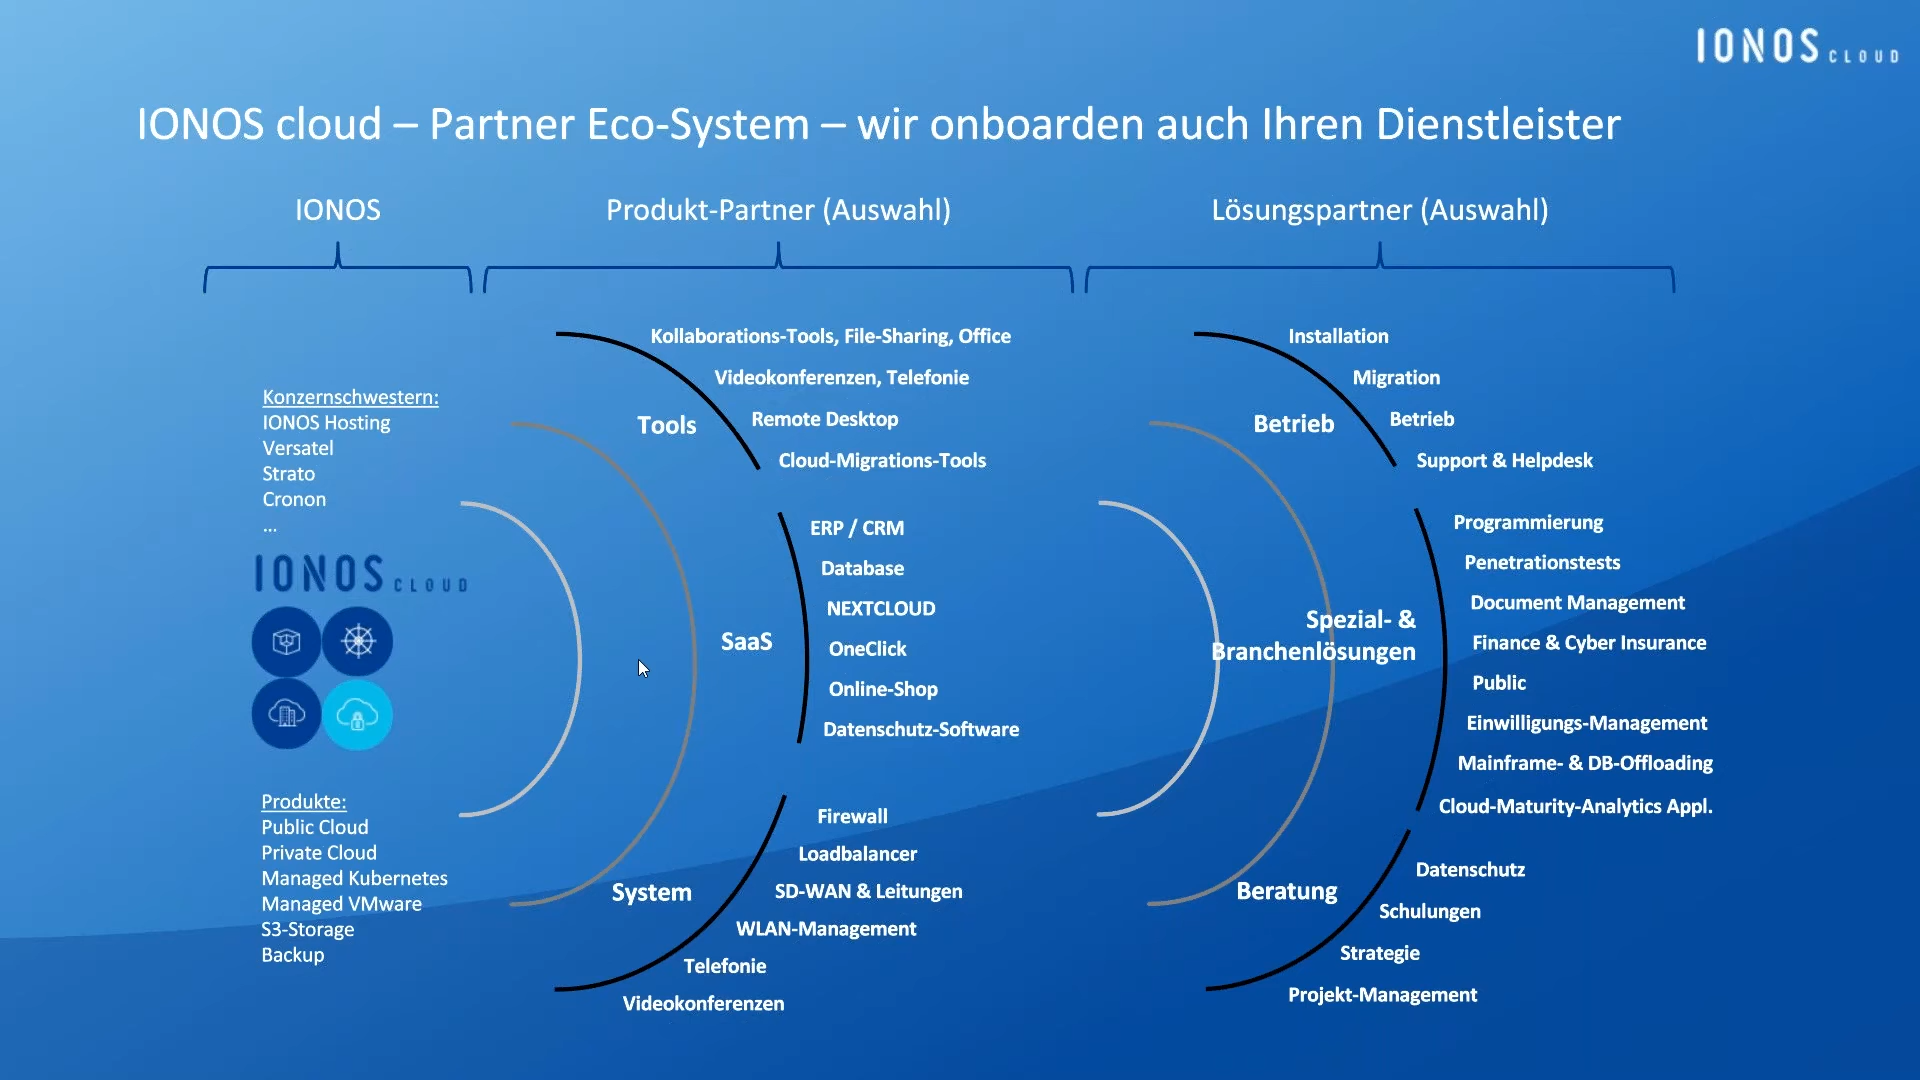 IONOS CLOUD
IONOS cloud – Partner Eco-System – wir onboarden auch Ihren Dienstleister
IONOS
Konzernschwestern:
IONOS Hosting
Versatel
Strato
Cronon
...
IONOS CLOUD
Produkte:
Public Cloud
Private Cloud
Managed Kubernetes
Managed VMware
S3-Storage
Backup
Produkt-Partner (Auswahl)
Tools
Kollaborations-Tools, File-Sharing, Office
Videokonferenzen, Telefonie
Remote Desktop
Cloud-Migrations-Tools
SaaS
ERP / CRM
Database
NEXTCLOUD
OneClick
Online-Shop
Datenschutz-Software
System
Firewall
Loadbalancer
SD-WAN & Leitungen
WLAN-Management
Telefonie
Videokonferenzen
Lösungspartner (Auswahl)
Betrieb
Installation
Migration
Betrieb
Support & Helpdesk
Spezial- &
Branchenlösungen
Programmierung
Penetrationstests
Document Management
Finance & Cyber Insurance
Public
Einwilligungs-Management
Mainframe- & DB-Offloading
Cloud-Maturity-Analytics Appl.
Beratung
Datenschutz
Schulungen
Strategie
Projekt-Management